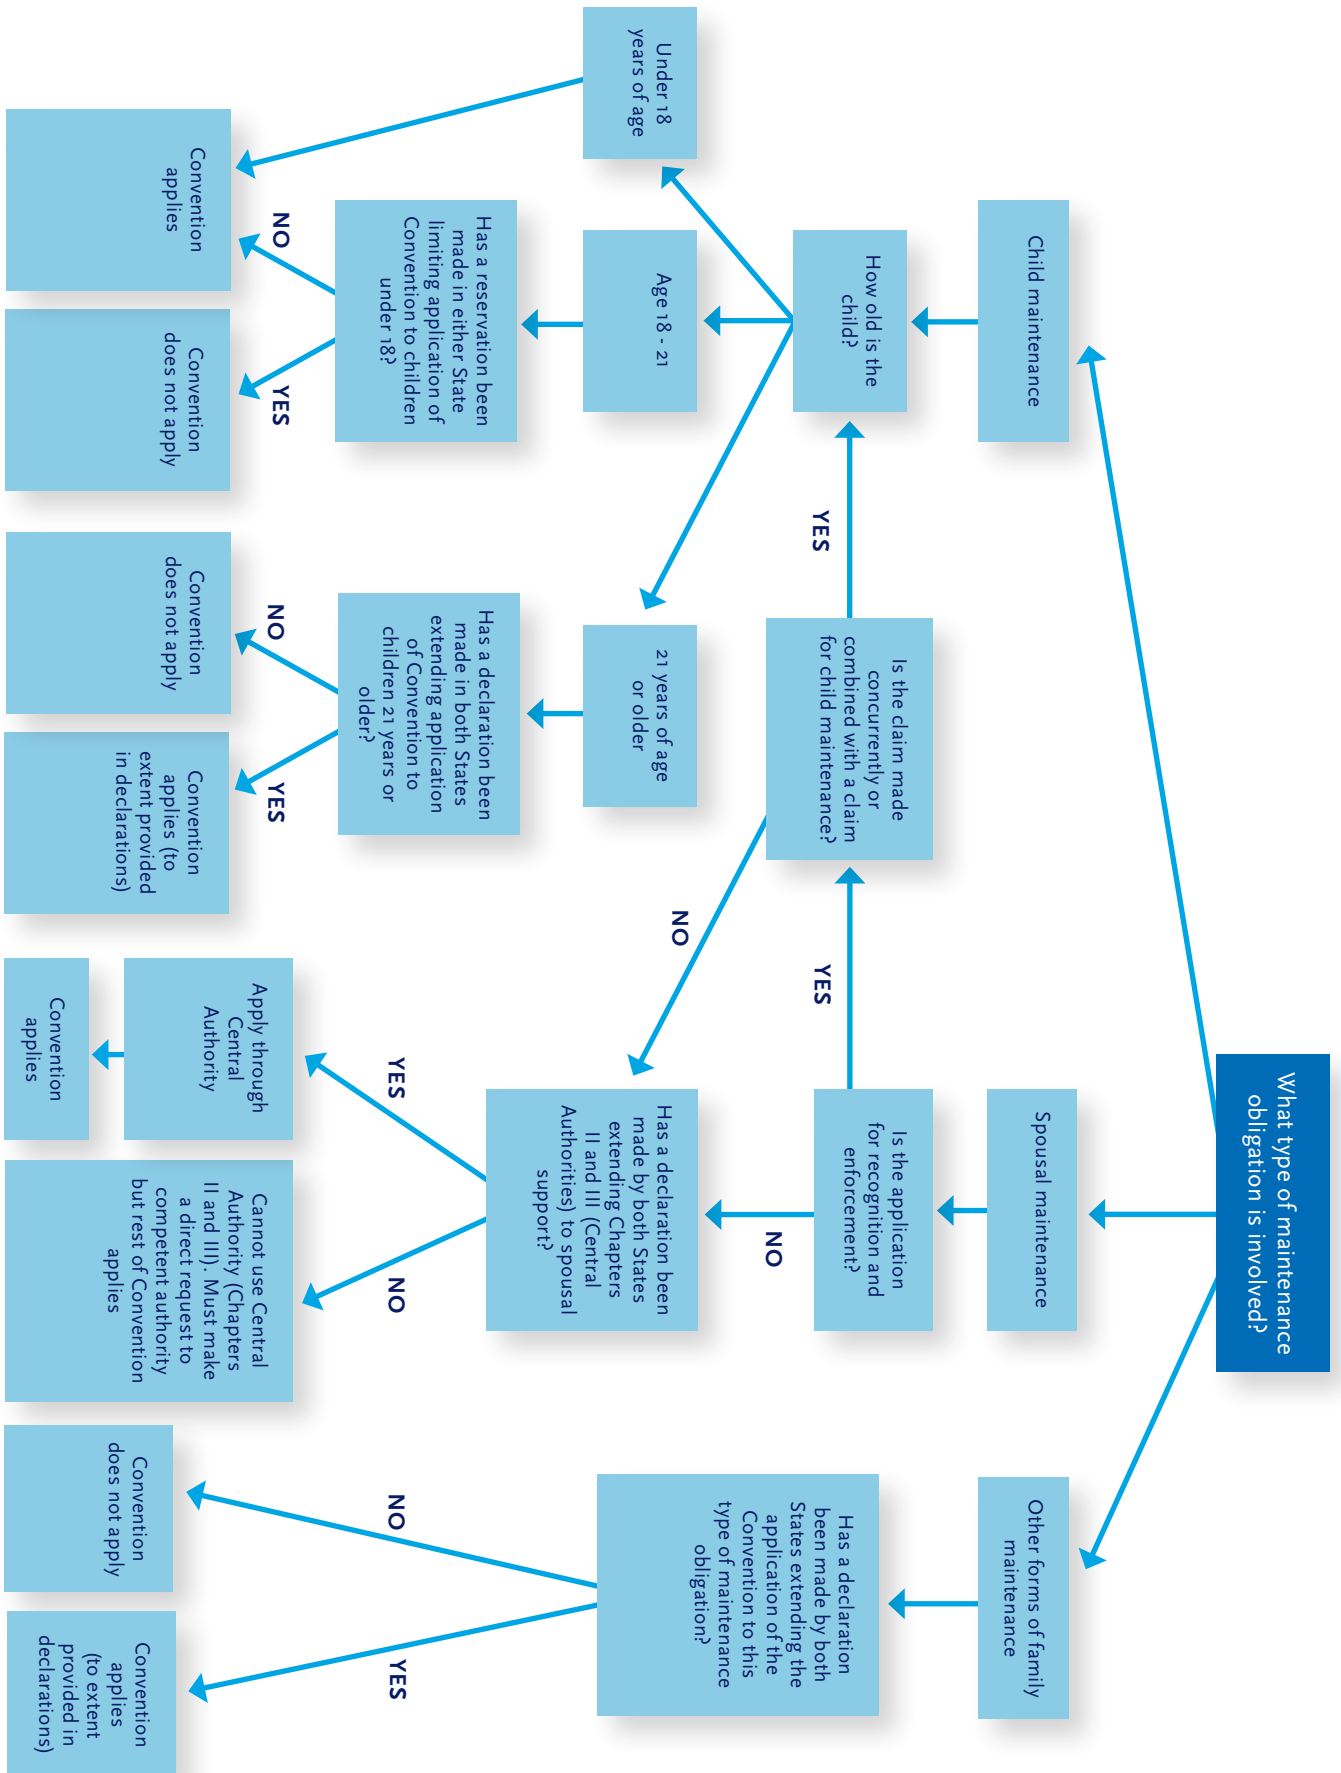 What type of maintenance
obligation is involved?
Child maintenance
Spousal maintenance
Other forms of family
maintenance
How old is the
child?
YES
Is the claim made
concurrently or
combined with a claim
for child maintenance?
YES
Is the application
for recognition and
enforcement?
NO
NO
Has a declaration
been made by both
States extending the
application of the
Convention to this
type of maintenance
obligation?
Under 18
years of age
Age 18 - 21
21 years of age
or older
Has a reservation been
made in either State
limiting application of
Convention to children
under 18?
Has a declaration been
made in both States
extending application
of Convention to
children 21 years or
older?
Has a declaration been
made by both States
extending Chapters
II and III (Central
Authorities) to spousal
support?
NO
YES
NO
YES
YES
NO
NO
YES
Convention
applies
Convention
does not apply
Convention
does not apply
Convention
applies (to
extent provided
in declarations)
Apply through
Central
Authority
Convention
applies
Cannot use Central
Authority (Chapters
II and III). Must make
a direct request to
competent authority
but rest of Convention
applies
Convention
does not apply
Convention
applies
(to extent
provided in
declarations)